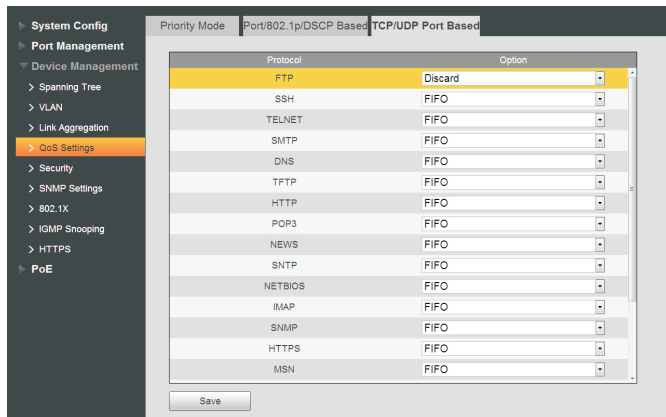 System Config
Port Management
Device Management
Spanning Tree
VLAN
Link Aggregation
QoS Settings
Security
SNMP Settings
802.1X
IGMP Snooping
HTTPS
PoE
Priority Mode Port/802.1p/DSCP Based TCP/UDP Port Based
Protocol Option
FTP Discard
SSH FIFO
TELNET FIFO
SMTP FIFO
DNS FIFO
TFTP FIFO
HTTP FIFO
POP3 FIFO
NEWS FIFO
SNTP FIFO
NETBIOS FIFO
IMAP FIFO
SNMP FIFO
HTTPS FIFO
MSN FIFO
Save